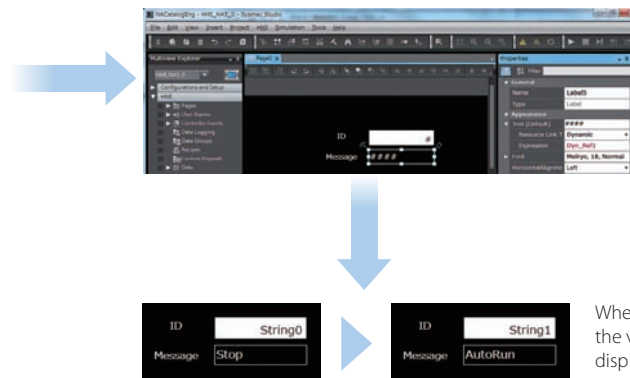 NACatalogEng - HMI_NA5_0 - Sysmac Studio
File Edit View Insert Project HMI Simulation Tools Help
Multiview Explorer
Page0 x
Properties
HMI_NA5_0
Filter
Configurations and Setup
HMI
Pages
User Alarms
Controller Events
Data Logging
Data Groups
Recipes
Custom Keypads
Data
General
Name Label5
Type Label
Appearance
Text (Default) ####
Resource Link T Dynamic
Expression Dyn_Ref1
Font Meiryo, 18, Normal
HorizontalAlignme Left
ID #
Message ####
ID String0
Message Stop
ID String1
Message AutoRun
Whe
the v
disp